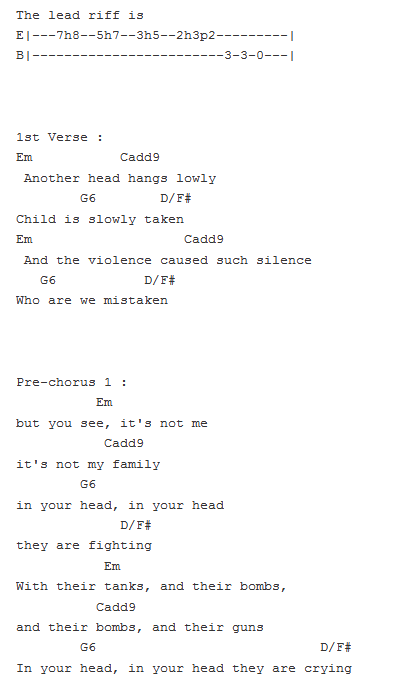 The lead riff is
E|---7h8--5h7--3h5--2h3p2---------|
B|------------------------3-3-0---|
1st Verse :
Em           Cadd9
 Another head hangs lowly
        G6        D/F#
Child is slowly taken
Em                   Cadd9
 And the violence caused such silence
   G6           D/F#
Who are we mistaken
Pre-chorus 1 :
          Em
but you see, it's not me
           Cadd9
it's not my family
        G6
in your head, in your head
             D/F#
they are fighting
           Em
With their tanks, and their bombs,
          Cadd9
and their bombs, and their guns
        G6                            D/F#
In your head, in your head they are crying